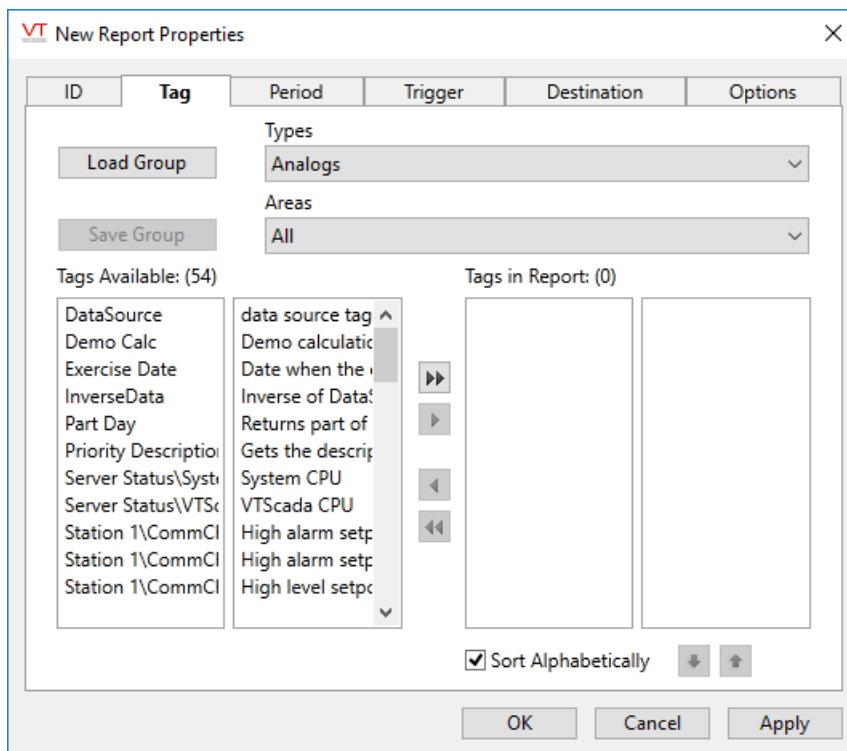 VT New Report Properties
ID Tag Period Trigger Destination Options
Types
Load Group Analogs
Areas
Save Group All
Tags Available: (54) Tags in Report: (0)
DataSource data source tag
Demo Calc Demo calculatio
Exercise Date Date when the
InverseData Inverse of Data
Part Day Returns part of
Priority Description Gets the descrip
Server Status\Syste System CPU
Server Status\VTSc VTScada CPU
Station 1\CommCl High alarm setp
Station 1\CommCl High alarm setp
Station 1\CommCl High level setpo
Sort Alphabetically
OK Cancel Apply